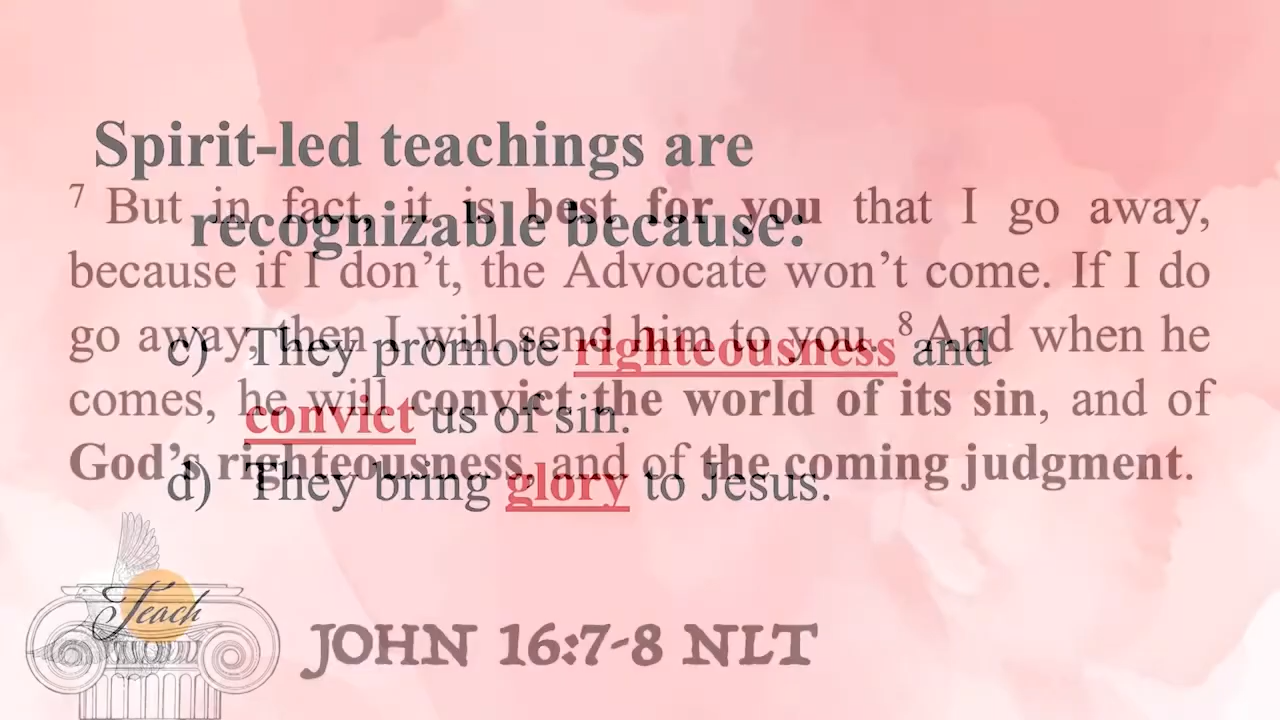 Spirit-led teachings are
recognizable because:
c) They promote righteousness and
convict us of sin.
d) They bring glory to Jesus.
7 But in fact, it is best for you that I go away,
because if I don’t, the Advocate won’t come. If I do
go away, then I will send him to you. 8 And when he
comes, he will convict the world of its sin, and of
God’s righteousness, and of the coming judgment.
Teach
JOHN 16:7-8 NLT